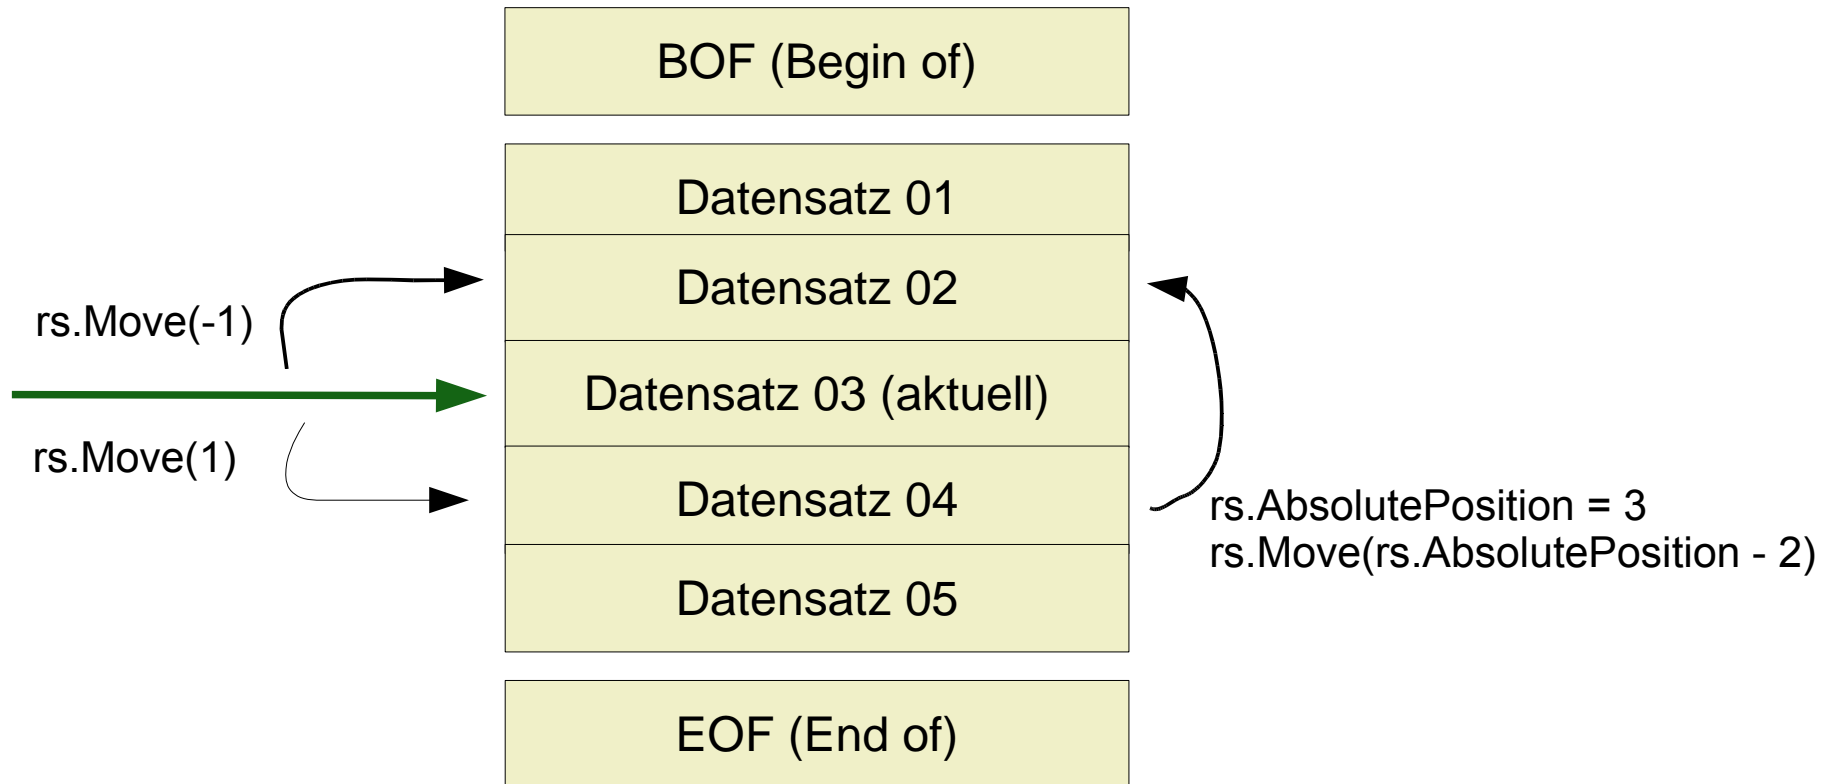 BOF (Begin of)
Datensatz 01
Datensatz 02
rs.Move(-1)
Datensatz 03 (aktuell)
rs.Move(1)
Datensatz 04
rs.AbsolutePosition = 3
rs.Move(rs.AbsolutePosition - 2)
Datensatz 05
EOF (End of)